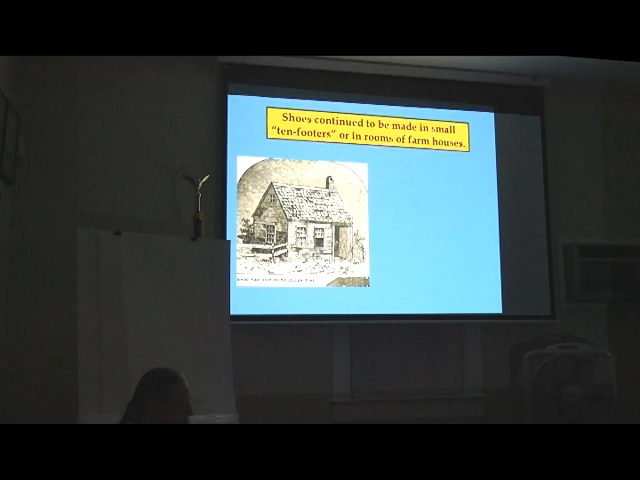 Shoes continued to be made in small
"ten-footers" or in rooms of farm houses.